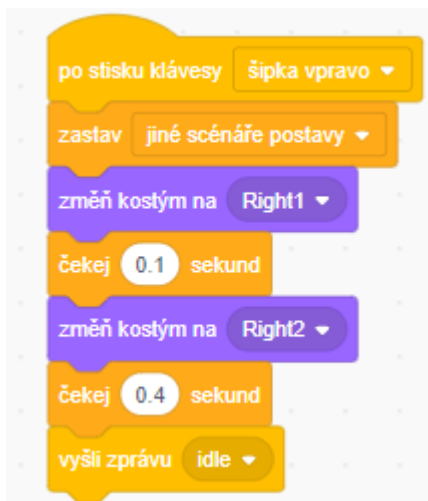 po stisku klávesy šipka vpravo
zastav jiné scénáře postavy
změň kostým na Right1
čekej 0.1 sekund
změň kostým na Right2
čekej 0.4 sekund
vyšli zprávu idle